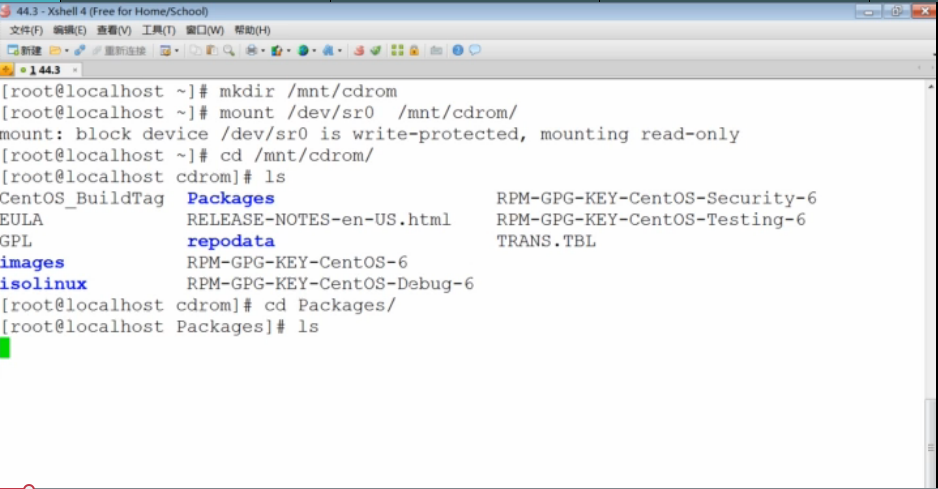 44.3 - Xshell 4 (Free for Home/School)
文件(F) 编辑(E) 查看(V) 工具(T) 窗口(W) 帮助(H)
新建 重新连接
1 44.3
[root@localhost ~]# mkdir /mnt/cdrom
[root@localhost ~]# mount /dev/sr0  /mnt/cdrom/
mount: block device /dev/sr0 is write-protected, mounting read-only
[root@localhost ~]# cd /mnt/cdrom/
[root@localhost cdrom]# ls
CentOS_BuildTag  Packages                     RPM-GPG-KEY-CentOS-Security-6
EULA             RELEASE-NOTES-en-US.html     RPM-GPG-KEY-CentOS-Testing-6
GPL              repodata                     TRANS.TBL
images           RPM-GPG-KEY-CentOS-6
isolinux         RPM-GPG-KEY-CentOS-Debug-6
[root@localhost cdrom]# cd Packages/
[root@localhost Packages]# ls